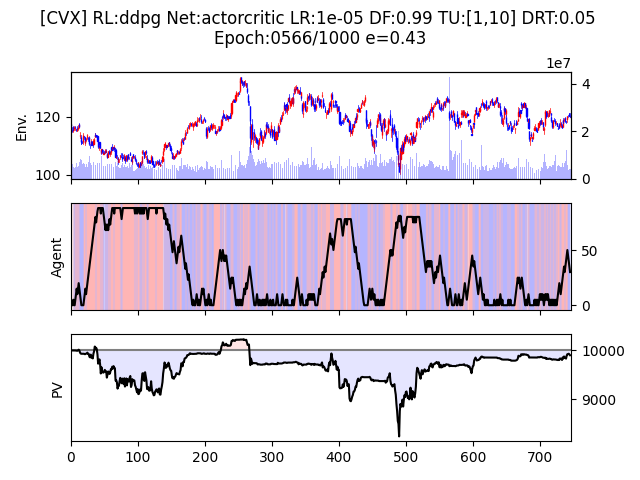 [CVX] RL:ddpg Net:actorcritic LR:1e-05 DF:0.99 TU:[1,10] DRT:0.05
Epoch:0566/1000 e=0.43
1e7
Env.
120
100
4
2
0
Agent
50
0
PV
10000
9000
0 100 200 300 400 500 600 700